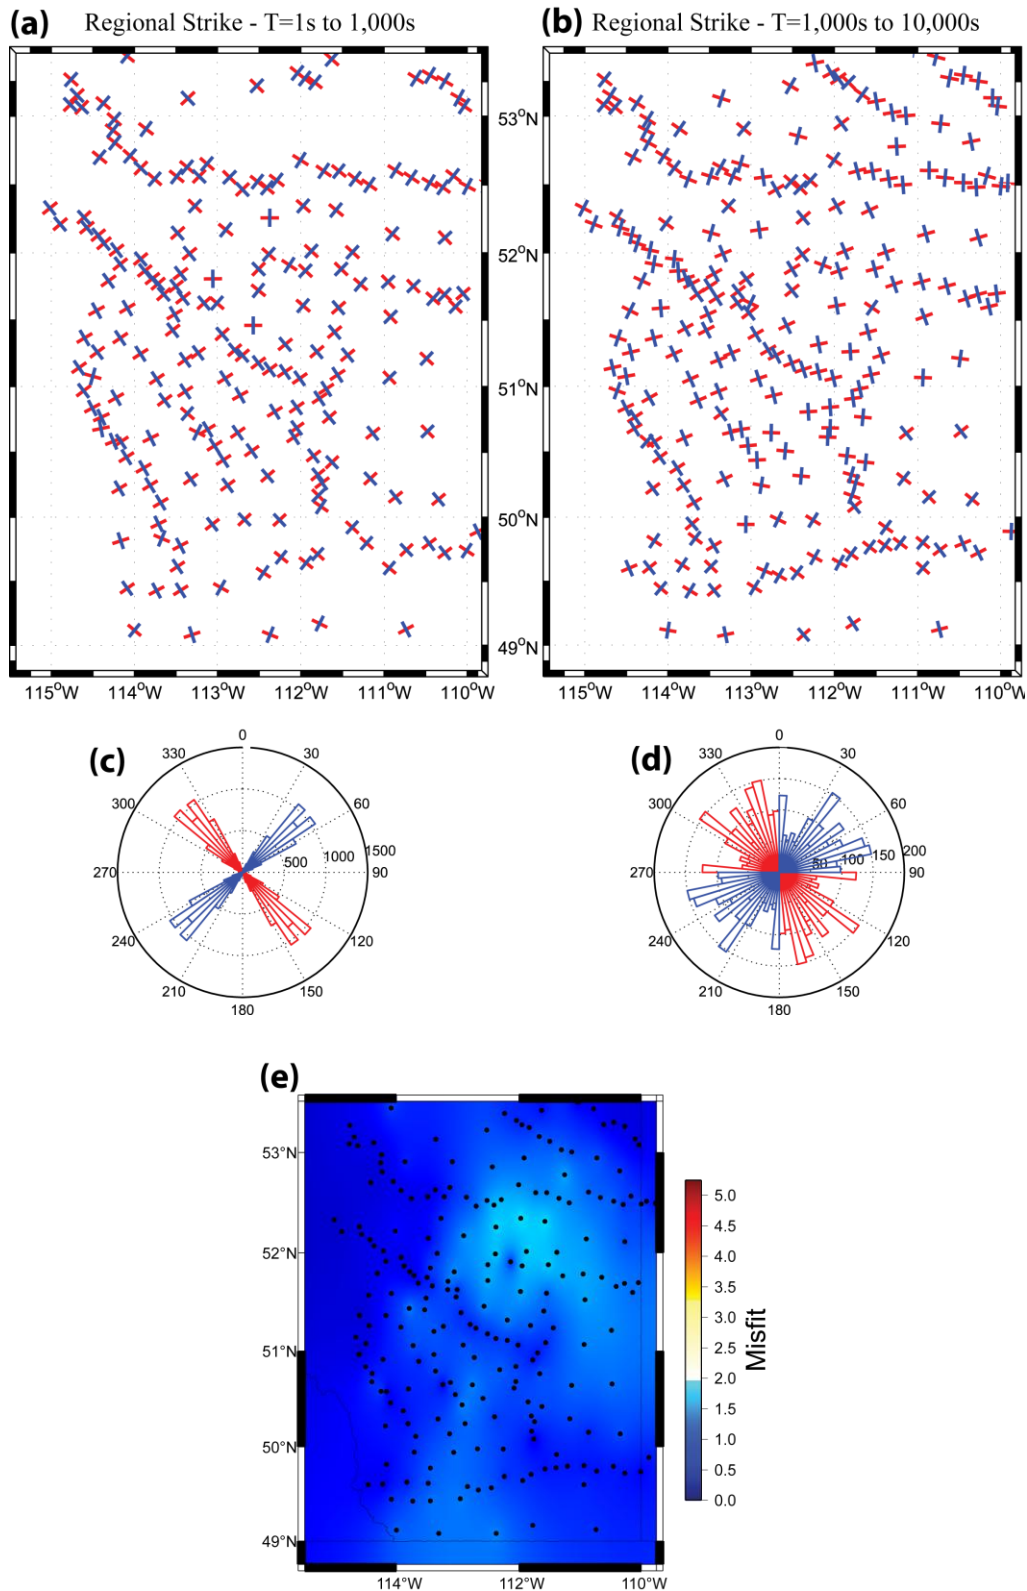 (a) Regional Strike - T=1s to 1,000s
(b) Regional Strike - T=1,000s to 10,000s
53°N
52°N
51°N
50°N
49°N
115°W 114°W 113°W 112°W 111°W 110°W
115°W 114°W 113°W 112°W 111°W 110°W
(c)
0
330 30
300 60
500 1000 1500
270 90
240 120
210 150
180
(d)
0
330 30
300 60
50 100 150 200
270 90
240 120
210 150
180
(e)
53°N
52°N
51°N
50°N
49°N
114°W 112°W 110°W
5.0
4.5
4.0
3.5
3.0
2.5
2.0
1.5
1.0
0.5
0.0
Misfit